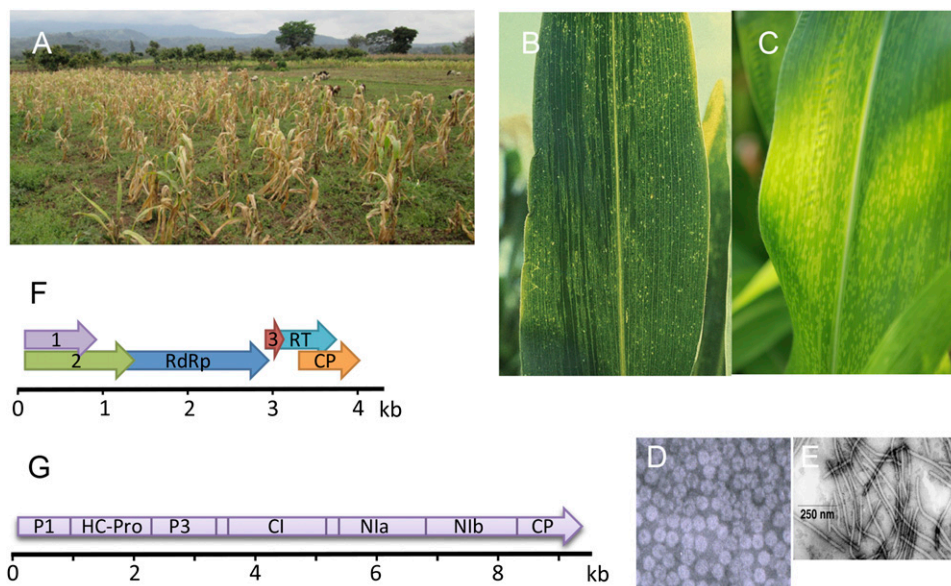 A
B
C
F
1
3
RT
2
RdRp
CP
0
1
2
3
4
kb
G
P1
HC-Pro
P3
CI
NIa
NIb
CP
0
2
4
6
8
kb
D
E
250 nm